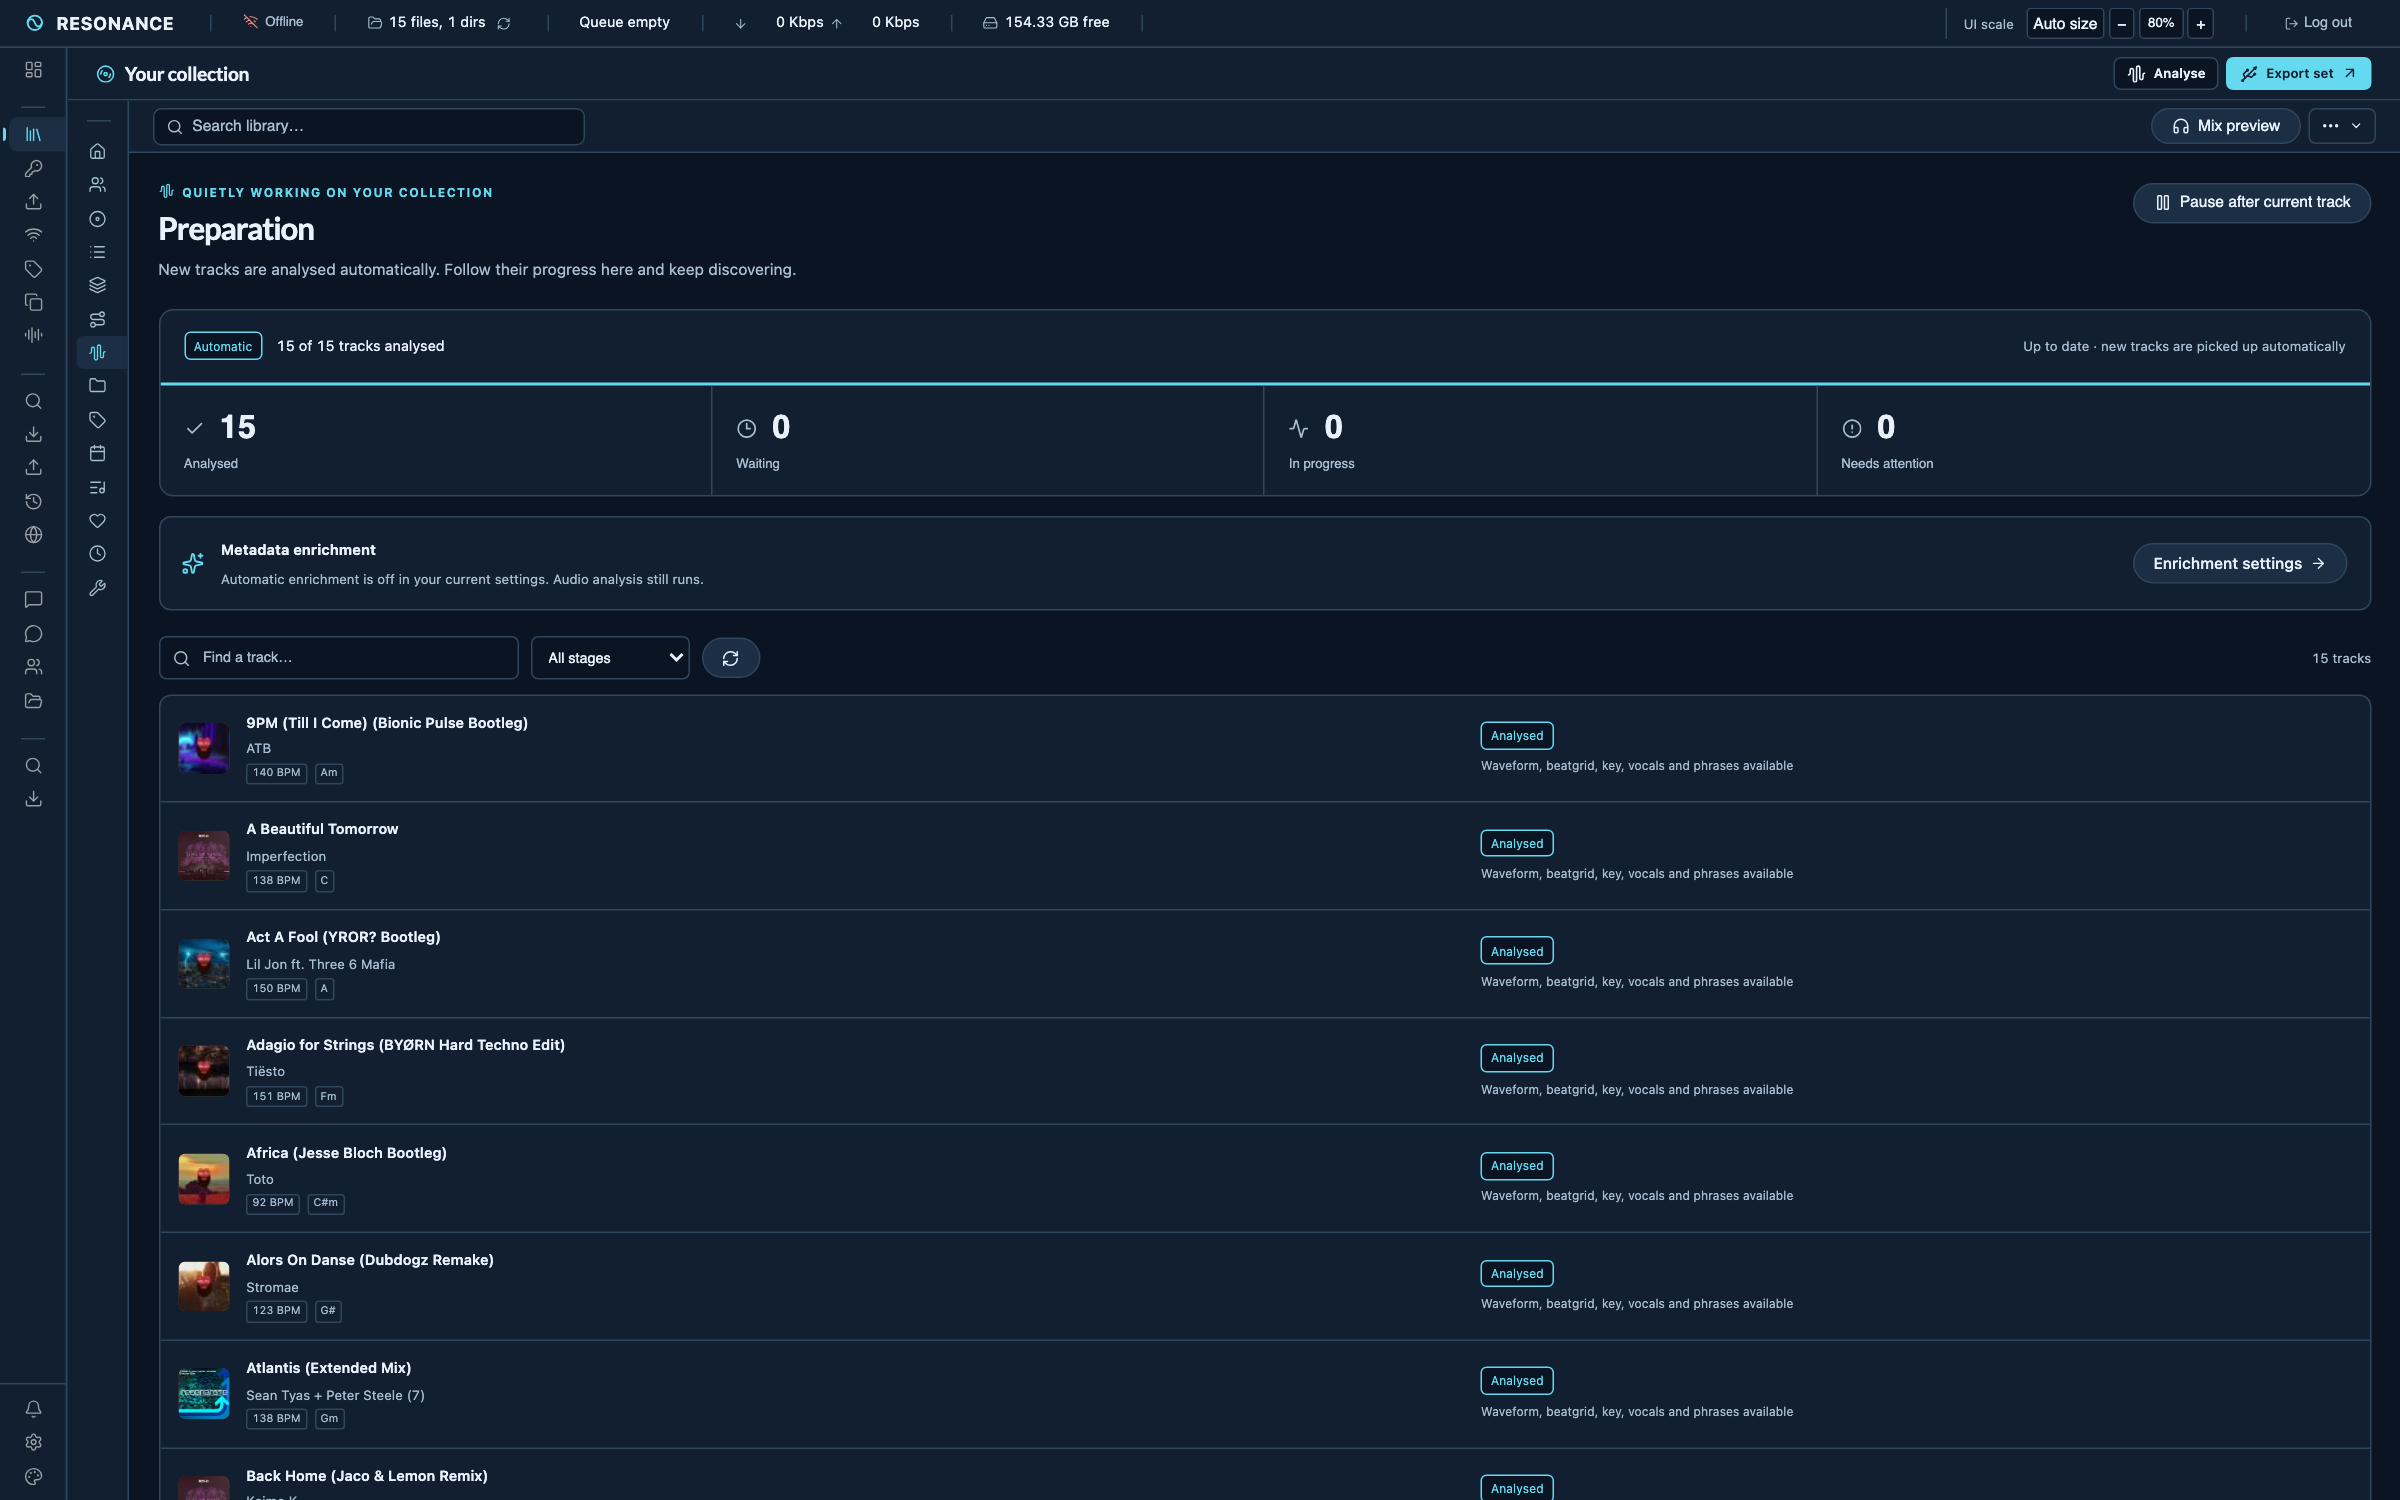 RESONANCE
Offline
15 files, 1 dirs
Queue empty
0 Kbps
0 Kbps
154.33 GB free
UI scale
Auto size
–
80%
+
Log out
Your collection
Analyse
Export set
Search library…
Mix preview
QUIETLY WORKING ON YOUR COLLECTION
Preparation
Pause after current track
New tracks are analysed automatically. Follow their progress here and keep discovering.
Automatic
15 of 15 tracks analysed
Up to date · new tracks are picked up automatically
15
Analysed
0
Waiting
0
In progress
0
Needs attention
Metadata enrichment
Automatic enrichment is off in your current settings. Audio analysis still runs.
Enrichment settings
Find a track…
All stages
15 tracks
9PM (Till I Come) (Bionic Pulse Bootleg)
ATB
140 BPM
Am
Analysed
Waveform, beatgrid, key, vocals and phrases available
A Beautiful Tomorrow
Imperfection
138 BPM
C
Analysed
Waveform, beatgrid, key, vocals and phrases available
Act A Fool (YROR? Bootleg)
Lil Jon ft. Three 6 Mafia
150 BPM
A
Analysed
Waveform, beatgrid, key, vocals and phrases available
Adagio for Strings (BYØRN Hard Techno Edit)
Tiësto
151 BPM
Fm
Analysed
Waveform, beatgrid, key, vocals and phrases available
Africa (Jesse Bloch Bootleg)
Toto
92 BPM
C#m
Analysed
Waveform, beatgrid, key, vocals and phrases available
Alors On Danse (Dubdogz Remake)
Stromae
123 BPM
G#
Analysed
Waveform, beatgrid, key, vocals and phrases available
Atlantis (Extended Mix)
Sean Tyas + Peter Steele (7)
138 BPM
Gm
Analysed
Waveform, beatgrid, key, vocals and phrases available
Back Home (Jaco & Lemon Remix)
Analysed